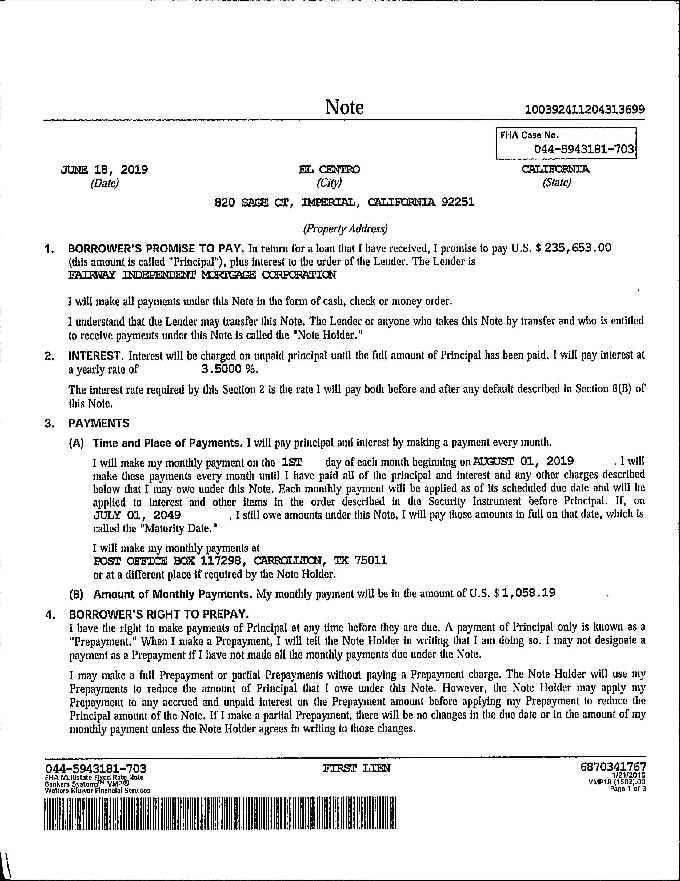 Note
100392411204313699
FHA Case No.
044-5943181-703
JUNE 18, 2019 EL CENTRO CALIFORNIA
(Date) (City) (State)
820 SAGE CT, IMPERIAL, CALIFORNIA 92251
(Property Address)
1. BORROWER'S PROMISE TO PAY. In return for a loan that I have received, I promise to pay U.S. $ 235,653.00
(this amount is called "Principal"), plus interest to the order of the Lender. The Lender is
FAIRWAY INDEPENDENT MORTGAGE CORPORATION
I will make all payments under this Note in the form of cash, check or money order.
I understand that the Lender may transfer this Note. The Lender or anyone who takes this Note by transfer and who is entitled
to receive payments under this Note is called the "Note Holder."
2. INTEREST. Interest will be charged on unpaid principal until the full amount of Principal has been paid. I will pay interest at
a yearly rate of 3.5000 %.
The interest rate required by this Section 2 is the rate I will pay both before and after any default described in Section 6(B) of
this Note.
3. PAYMENTS
(A) Time and Place of Payments. I will pay principal and interest by making a payment every month.
I will make my monthly payment on the 1ST day of each month beginning on AUGUST 01, 2019 . I will
make these payments every month until I have paid all of the principal and interest and any other charges described
below that I may owe under this Note. Each monthly payment will be applied as of its scheduled due date and will be
applied to interest and other items in the order described in the Security Instrument before Principal. If, on
JULY 01, 2049 , I still owe amounts under this Note, I will pay those amounts in full on that date, which is
called the "Maturity Date."
I will make my monthly payments at
POST OFFICE BOX 117298, CARROLLTON, TX 75011
or at a different place if required by the Note Holder.
(B) Amount of Monthly Payments. My monthly payment will be in the amount of U.S. $ 1,058.19 .
4. BORROWER'S RIGHT TO PREPAY.
I have the right to make payments of Principal at any time before they are due. A payment of Principal only is known as a
"Prepayment." When I make a Prepayment, I will tell the Note Holder in writing that I am doing so. I may not designate a
payment as a Prepayment if I have not made all the monthly payments due under the Note.
I may make a full Prepayment or partial Prepayments without paying a Prepayment charge. The Note Holder will use my
Prepayments to reduce the amount of Principal that I owe under this Note. However, the Note Holder may apply my
Prepayment to any accrued and unpaid interest on the Prepayment amount before applying my Prepayment to reduce the
Principal amount of the Note. If I make a partial Prepayment, there will be no changes in the due date or in the amount of my
monthly payment unless the Note Holder agrees in writing to those changes.
044-5943181-703 FIRST LIEN 6870341767
FHA Multistate Fixed Rate Note 1/21/2015
Bankers Systems™ VMP® VMP1R (1502).00
Wolters Kluwer Financial Services Page 1 of 3